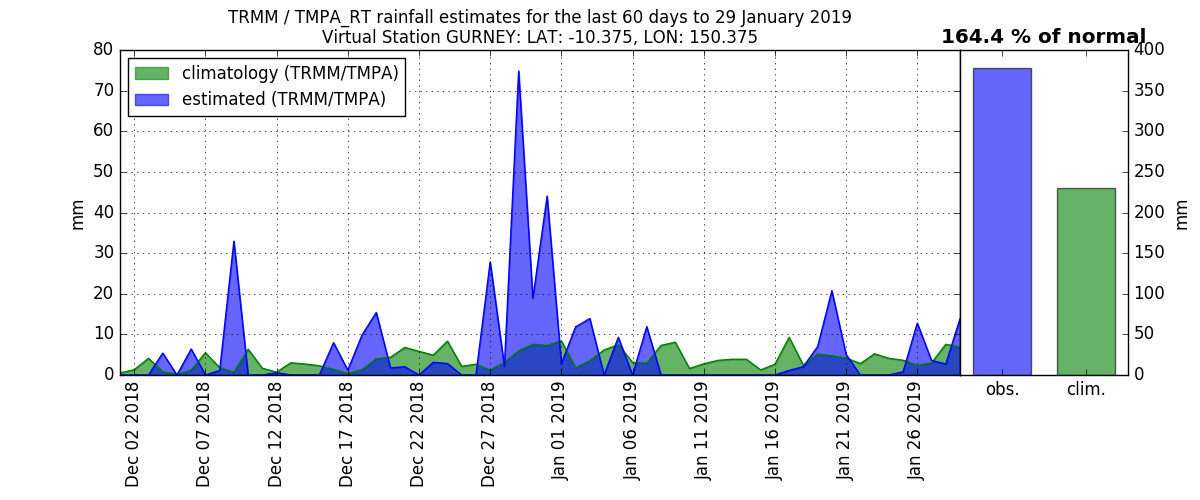 TRMM / TMPA_RT rainfall estimates for the last 60 days to 29 January 2019
Virtual Station GURNEY: LAT: -10.375, LON: 150.375
164.4 % of normal
climatology (TRMM/TMPA)
estimated (TRMM/TMPA)
mm
80
70
60
50
40
30
20
10
0
Dec 02 2018
Dec 07 2018
Dec 12 2018
Dec 17 2018
Dec 22 2018
Dec 27 2018
Jan 01 2019
Jan 06 2019
Jan 11 2019
Jan 16 2019
Jan 21 2019
Jan 26 2019
obs.
clim.
400
350
300
250
200
150
100
50
0
mm